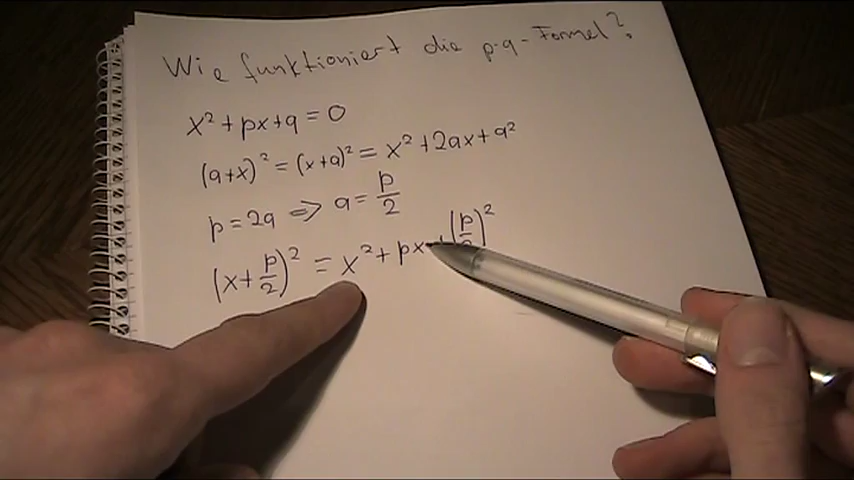 Wie funktioniert die p-q-Formel?
x² + px + q = 0
(a+x)² = (x+a)² = x² + 2ax + a²
p = 2a => a = p/2
(x + p/2)² = x² + px + (p/2)²